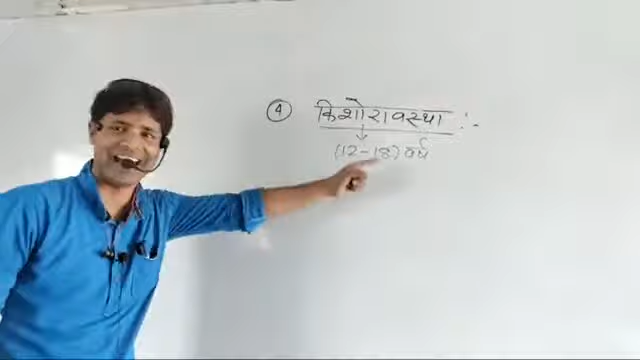 ④ किशोरावस्था :-
↓
(12-18) वर्ष